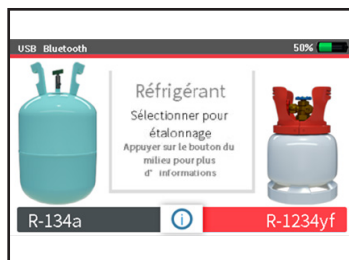 USB Bluetooth 50%
Réfrigérant
Sélectionner pour
étalonnage
Appuyer sur le bouton du
milieu pour plus
d' informations
R-134a R-1234yf